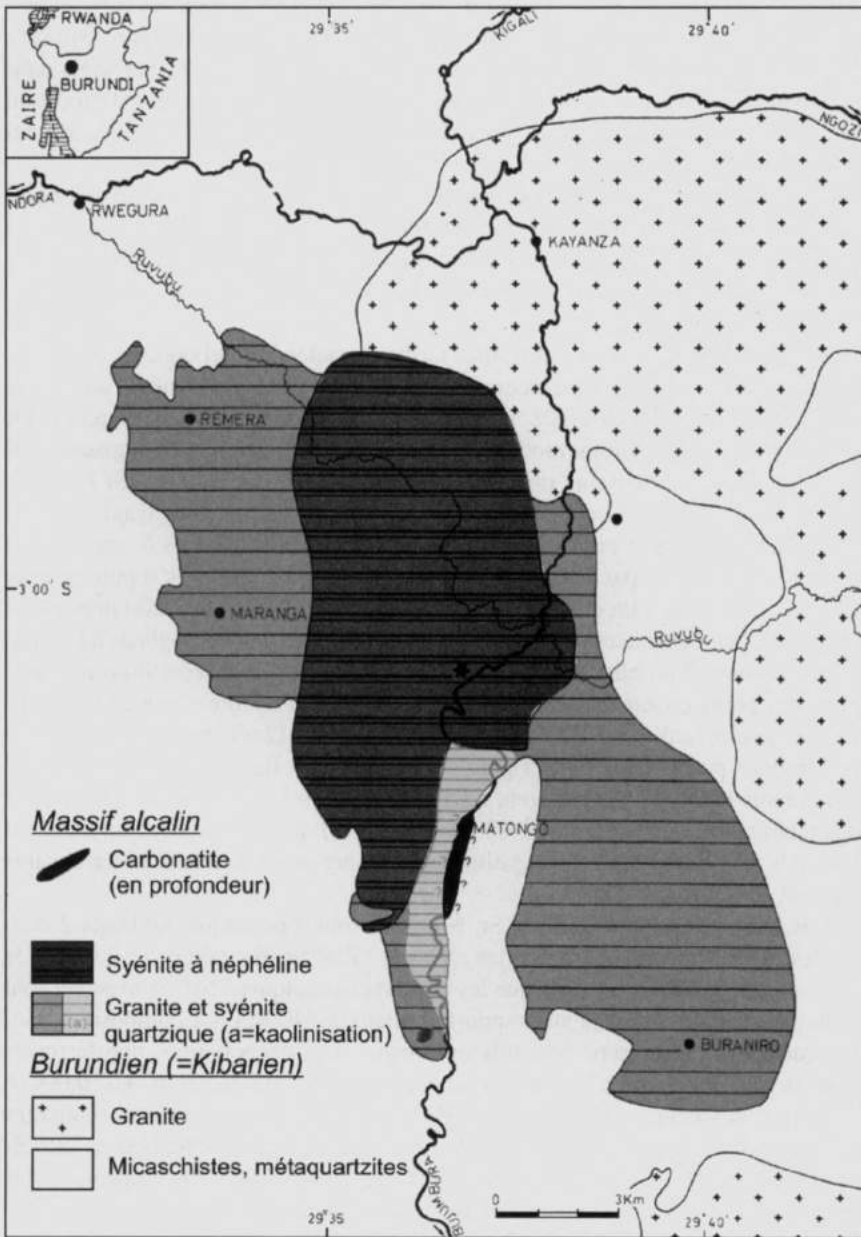 RWANDA
BURUNDI
ZAIRE
TANZANIA
29°35
29°40
KIGALI
NGOZI
NDORA
RWEGURA
Ruvubu
KAYANZA
REMERA
3°00' S
MARANGA
Ruvubu
MATONGO
? ? ? ? ?
Massif alcalin
Carbonatite
(en profondeur)
Syénite à néphéline
Granite et syénite
quartzique (a=kaolinisation)
(a)
BURANIRO
Burundien (=Kibarien)
Granite
Micaschistes, métaquartzites
BUJUMBURA
0 3Km
29°35
29°40